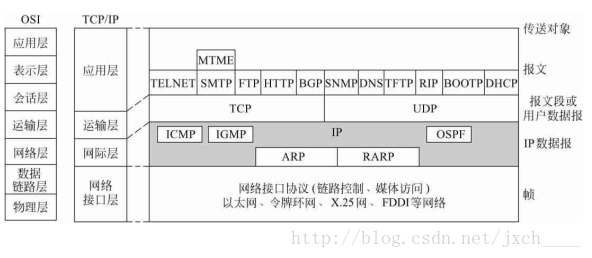 OSI
TCP/IP
传送对象
应用层
表示层
会话层
运输层
网络层
数据
链路层
物理层
应用层
运输层
网际层
网络
接口层
MTME
TELNET SMTP FTP HTTP BGP SNMP DNS TFTP RIP BOOTP DHCP
报文
TCP UDP
报文段或
用户数据报
ICMP IGMP IP OSPF
IP数据报
ARP RARP
网络接口协议(链路控制、媒体访问)
以太网、令牌环网、X.25网、FDDI等网络
帧
http://blog.csdn.net/jxch____